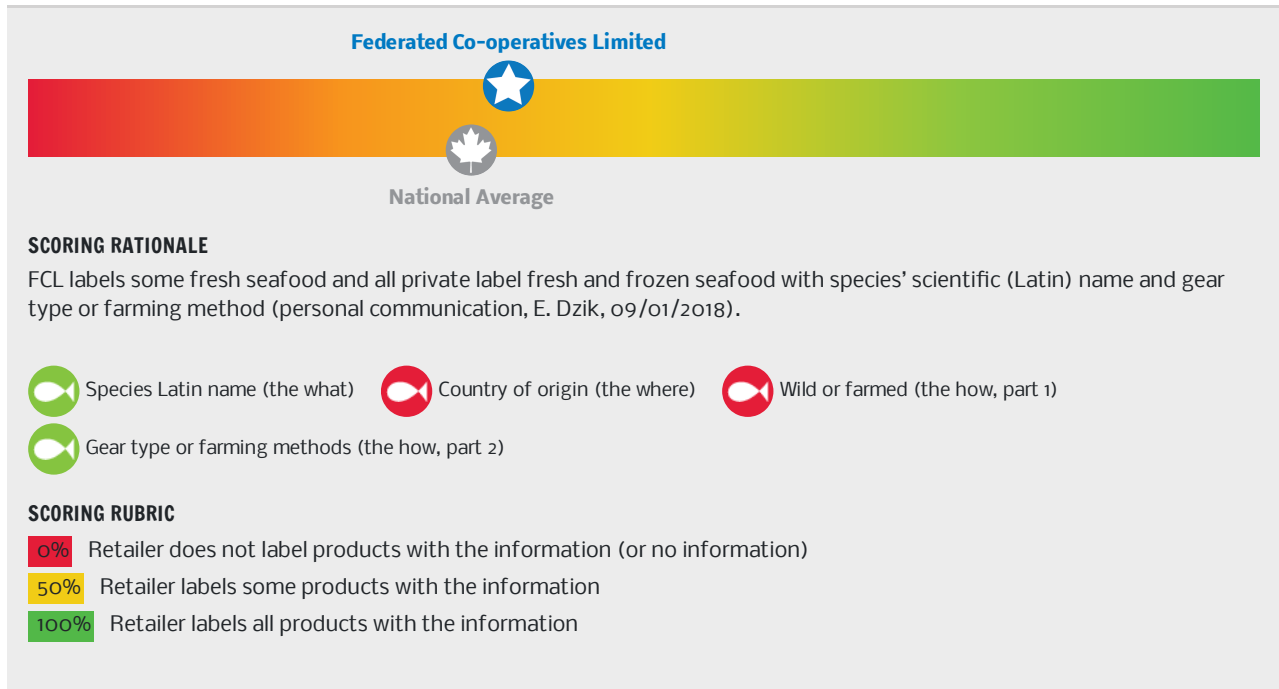 Federated Co-operatives Limited
National Average
SCORING RATIONALE
FCL labels some fresh seafood and all private label fresh and frozen seafood with species' scientific (Latin) name and gear
type or farming method (personal communication, E. Dzik, 09/01/2018).
Species Latin name (the what)
Country of origin (the where)
Wild or farmed (the how, part 1)
Gear type or farming methods (the how, part 2)
SCORING RUBRIC
0% Retailer does not label products with the information (or no information)
50% Retailer labels some products with the information
100% Retailer labels all products with the information